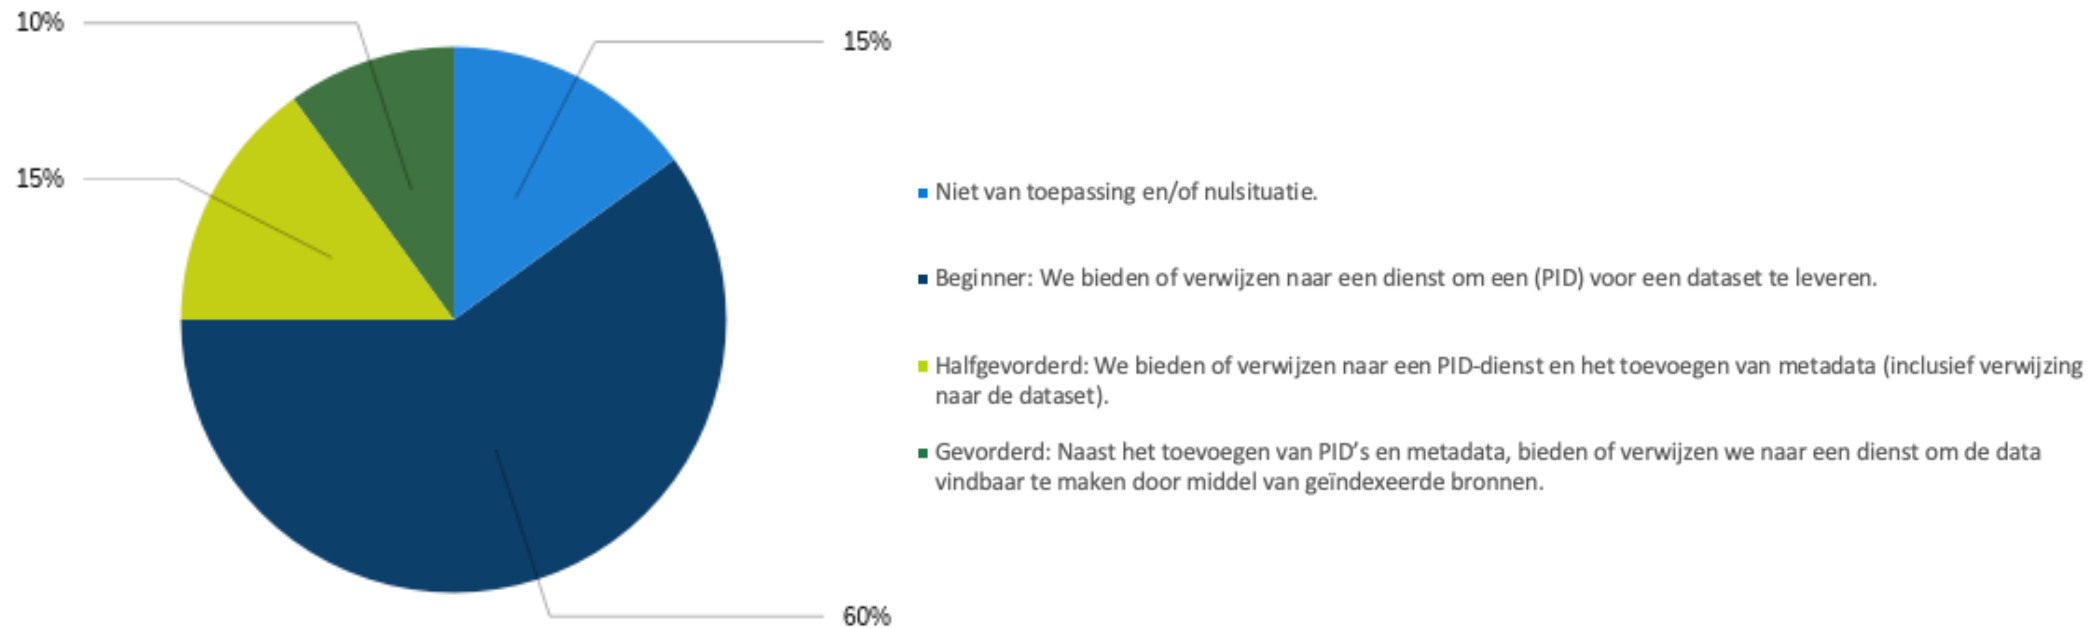 10%
15%
15%
60%
Niet van toepassing en/of nulsituatie.
Beginner: We bieden of verwijzen naar een dienst om een (PID) voor een dataset te leveren.
Halfgevorderd: We bieden of verwijzen naar een PID-dienst en het toevoegen van metadata (inclusief verwijzing
naar de dataset).
Gevorderd: Naast het toevoegen van PID’s en metadata, bieden of verwijzen we naar een dienst om de data
vindbaar te maken door middel van geïndexeerde bronnen.